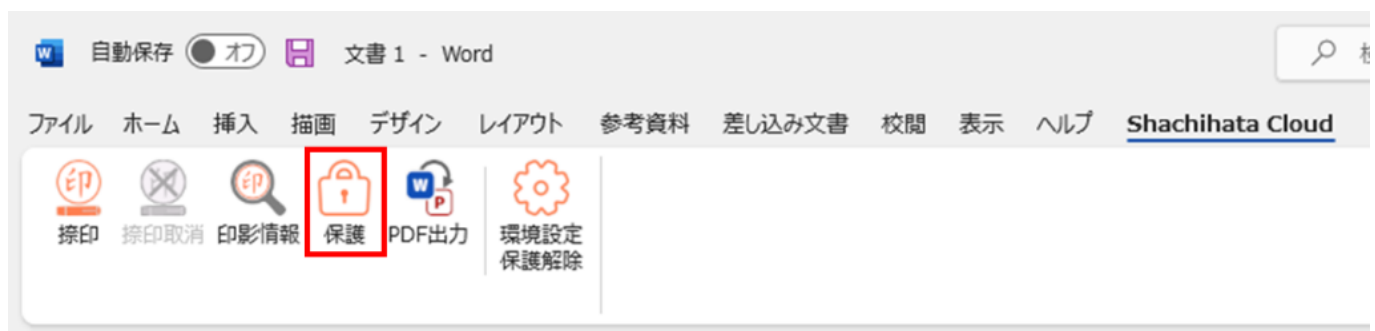 自動保存 オフ 文書 1 - Word
ファイル ホーム 挿入 描画 デザイン レイアウト 参考資料 差し込み文書 校閲 表示 ヘルプ Shachihata Cloud
印 印 W P
捺印 捺印取消 印影情報 保護 PDF出力 環境設定
保護解除